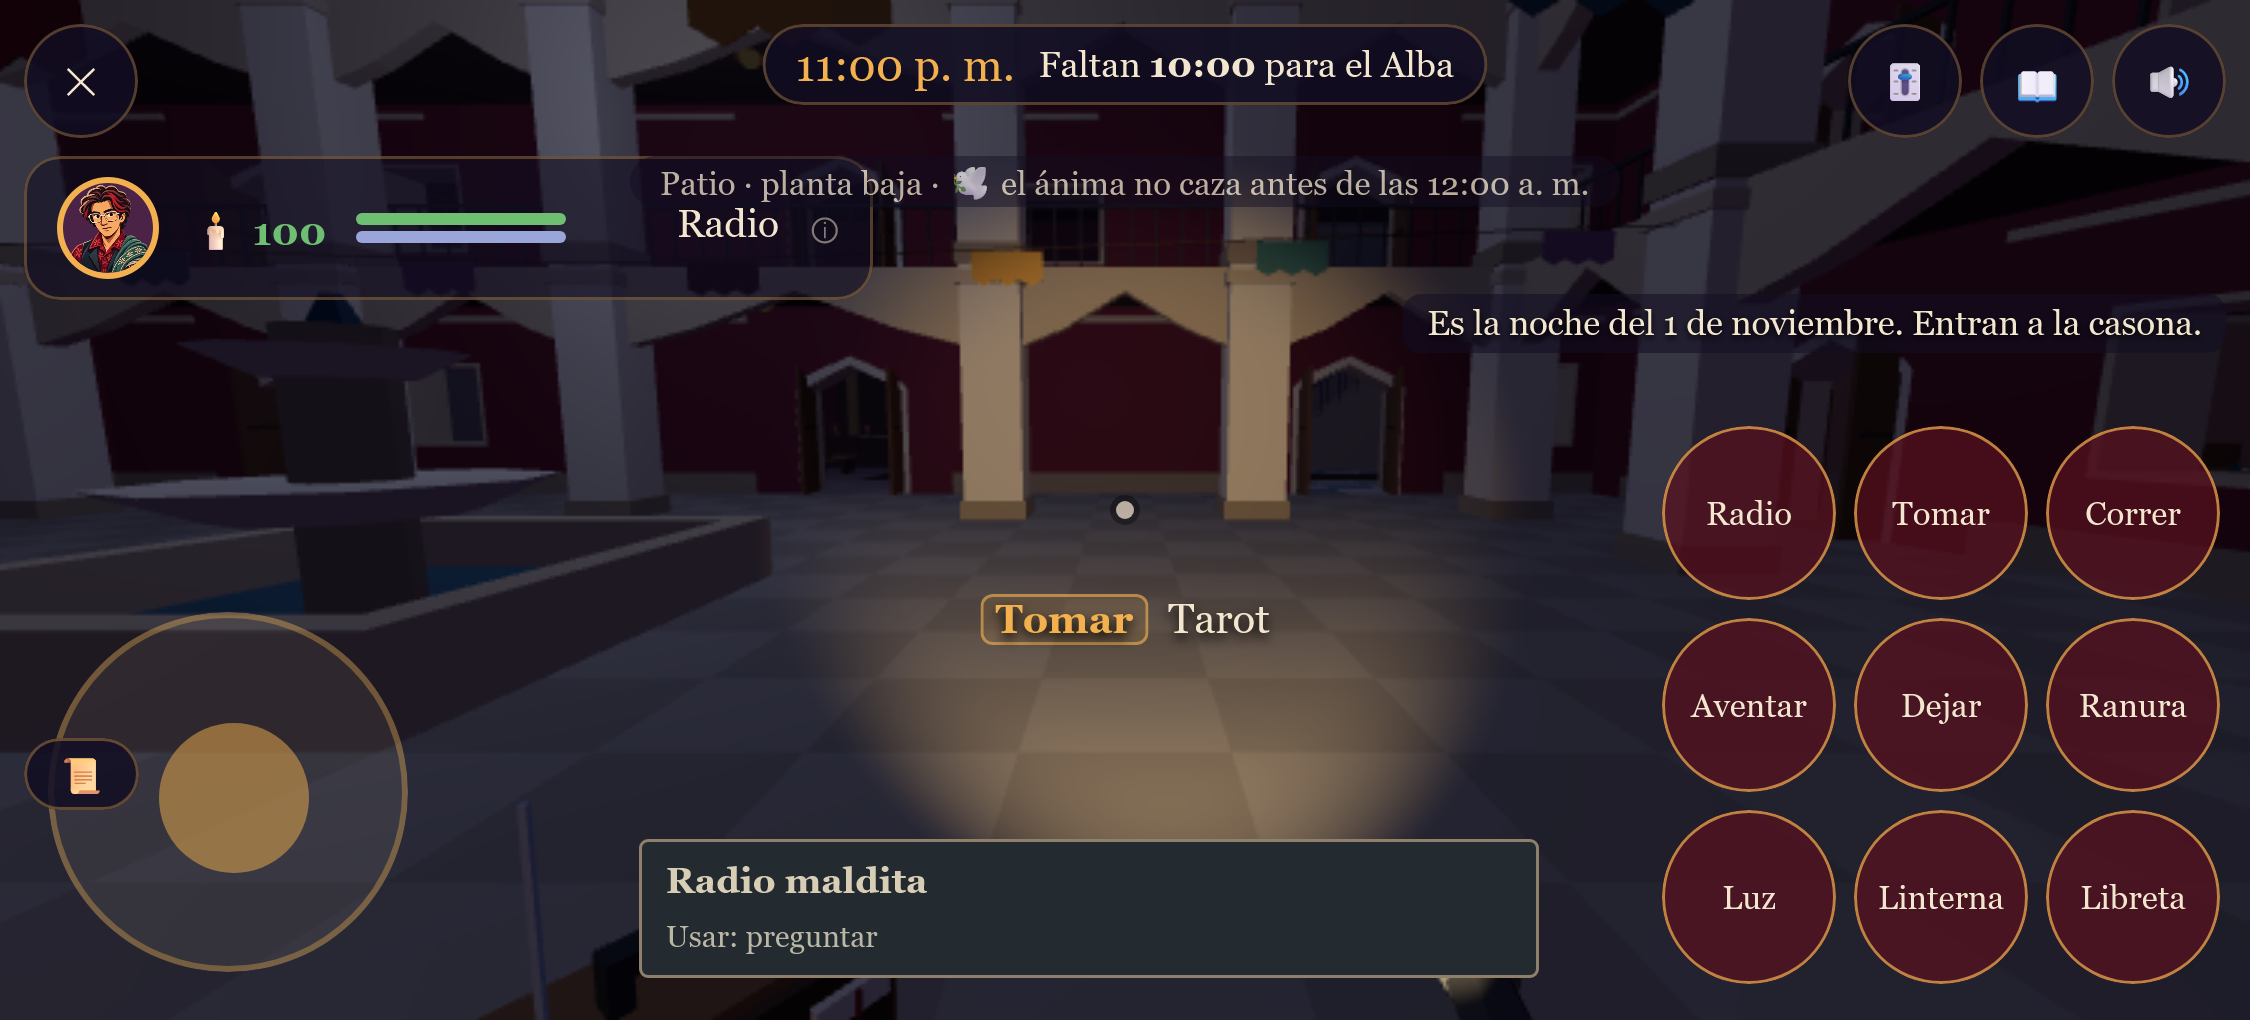 11:00 p. m. Faltan 10:00 para el Alba
Patio · planta baja · el ánima no caza antes de las 12:00 a. m.
100
Radio
Es la noche del 1 de noviembre. Entran a la casona.
Radio
Tomar
Correr
Tomar Tarot
Aventar
Dejar
Ranura
Radio maldita
Usar: preguntar
Luz
Linterna
Libreta